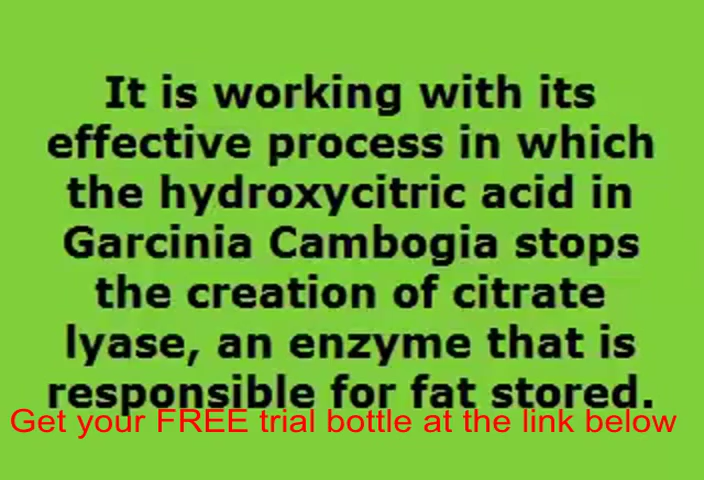 It is working with its
effective process in which
the hydroxycitric acid in
Garcinia Cambogia stops
the creation of citrate
lyase, an enzyme that is
responsible for fat stored.
Get your FREE trial bottle at the link below